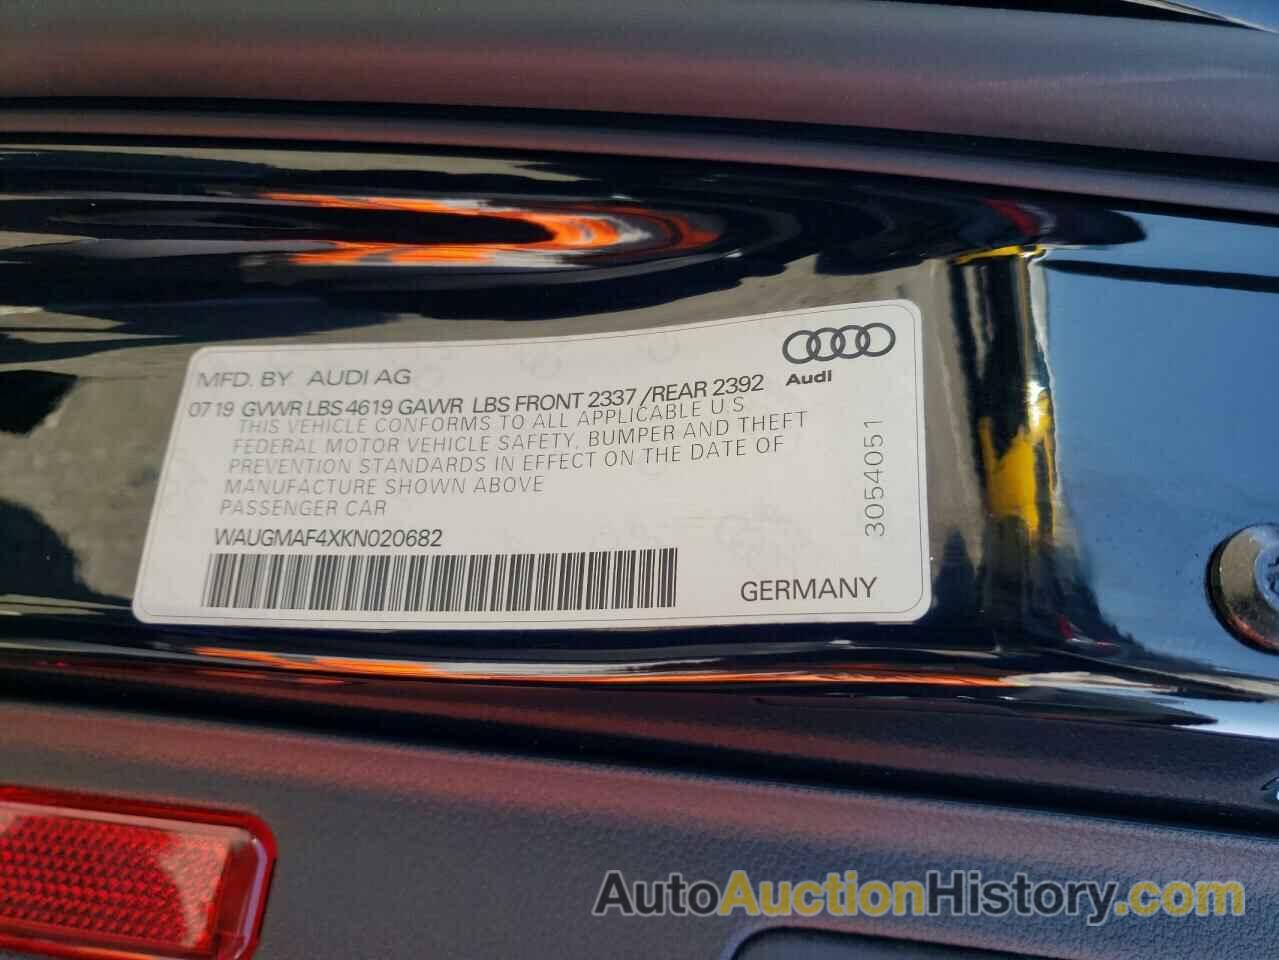 MFD. BY AUDI AG
Audi
07 19 GVWR LBS 4619 GAWR LBS FRONT 2337 /REAR 2392
THIS VEHICLE CONFORMS TO ALL APPLICABLE U.S
FEDERAL MOTOR VEHICLE SAFETY, BUMPER AND THEFT
PREVENTION STANDARDS IN EFFECT ON THE DATE OF
MANUFACTURE SHOWN ABOVE
PASSENGER CAR
WAUGMAF4XKN020682
GERMANY
3054051
AutoAuctionHistory.com